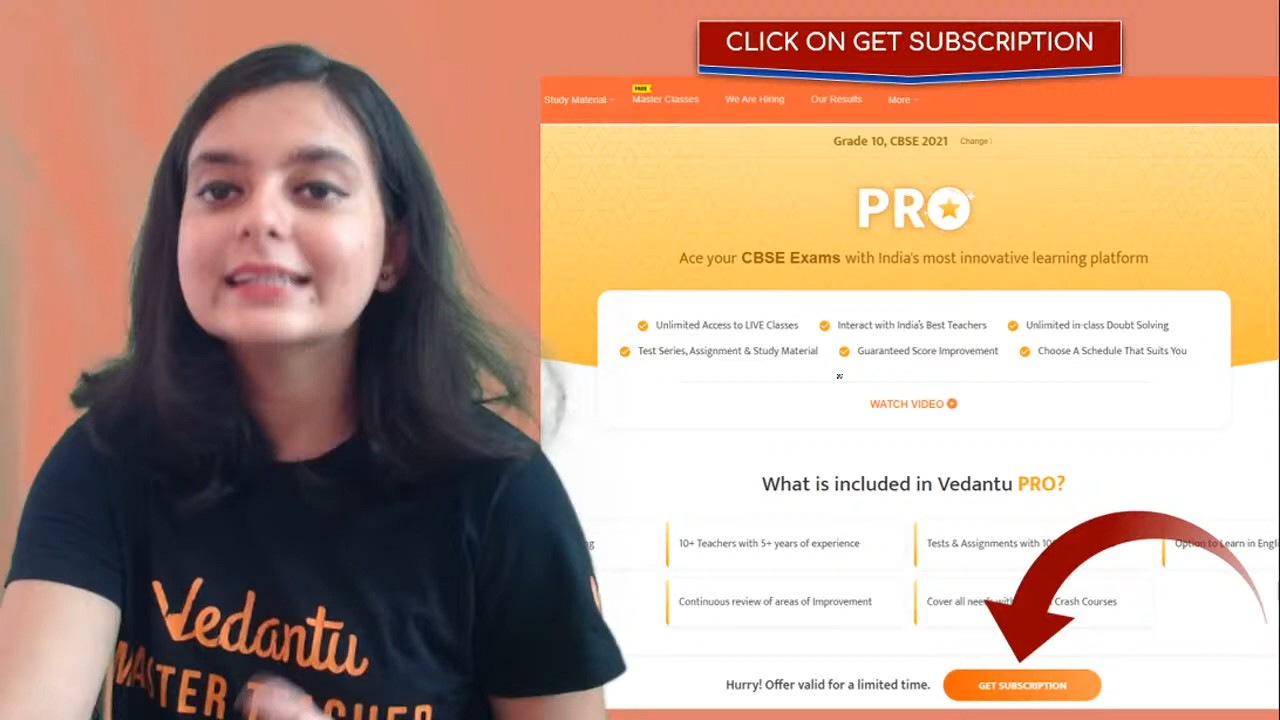 CLICK ON GET SUBSCRIPTION
FREE
Study Material Master Classes We Are Hiring Our Results More
Grade 10, CBSE 2021 Change
PRO
Ace your CBSE Exams with India's most innovative learning platform
Unlimited Access to LIVE Classes Interact with India's Best Teachers Unlimited in-class Doubt Solving
Test Series, Assignment & Study Material Guaranteed Score Improvement Choose A Schedule That Suits You
WATCH VIDEO
What is included in Vedantu PRO?
10+ Teachers with 5+ years of experience Tests & Assignments with Option to Learn in
Continuous review of areas of Improvement Cover all Crash Courses
Hurry! Offer valid for a limited time. GET SUBSCRIPTION
Vedantu
MASTER TEACHER